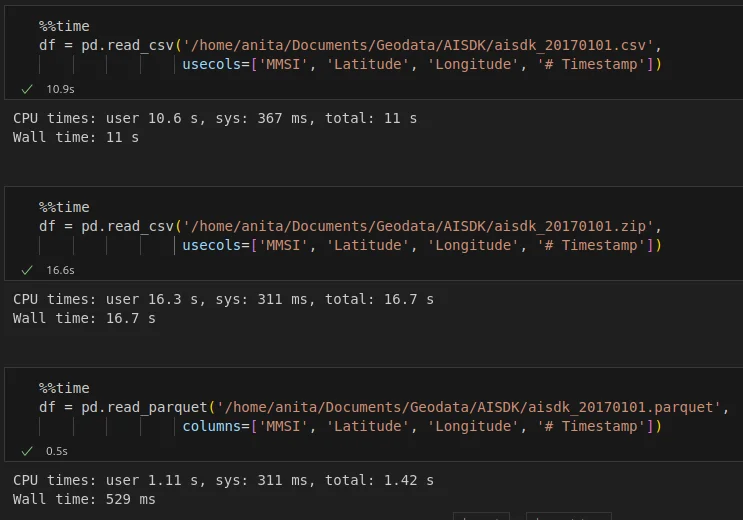 %%time
df = pd.read_csv('/home/anita/Documents/Geodata/AISDK/aisdk_20170101.csv',
usecols=['MMSI', 'Latitude', 'Longitude', '# Timestamp'])
✓ 10.9s
CPU times: user 10.6 s, sys: 367 ms, total: 11 s
Wall time: 11 s
%%time
df = pd.read_csv('/home/anita/Documents/Geodata/AISDK/aisdk_20170101.zip',
usecols=['MMSI', 'Latitude', 'Longitude', '# Timestamp'])
✓ 16.6s
CPU times: user 16.3 s, sys: 311 ms, total: 16.7 s
Wall time: 16.7 s
%%time
df = pd.read_parquet('/home/anita/Documents/Geodata/AISDK/aisdk_20170101.parquet',
columns=['MMSI', 'Latitude', 'Longitude', '# Timestamp'])
✓ 0.5s
CPU times: user 1.11 s, sys: 311 ms, total: 1.42 s
Wall time: 529 ms